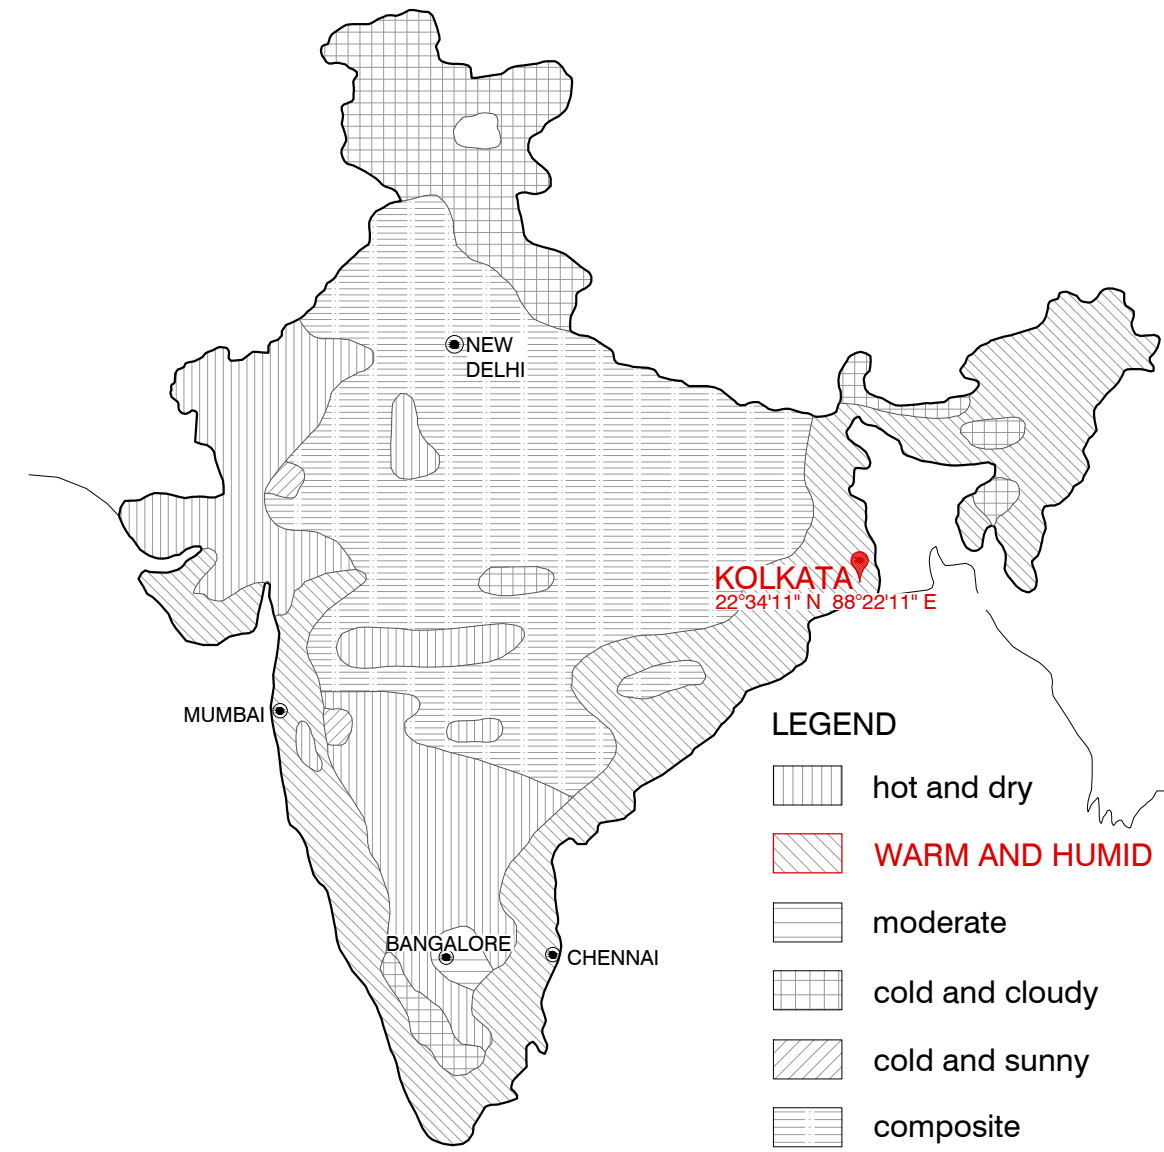 NEW
DELHI
KOLKATA
22°34'11" N  88°22'11" E
MUMBAI
BANGALORE
CHENNAI
LEGEND
hot and dry
WARM AND HUMID
moderate
cold and cloudy
cold and sunny
composite